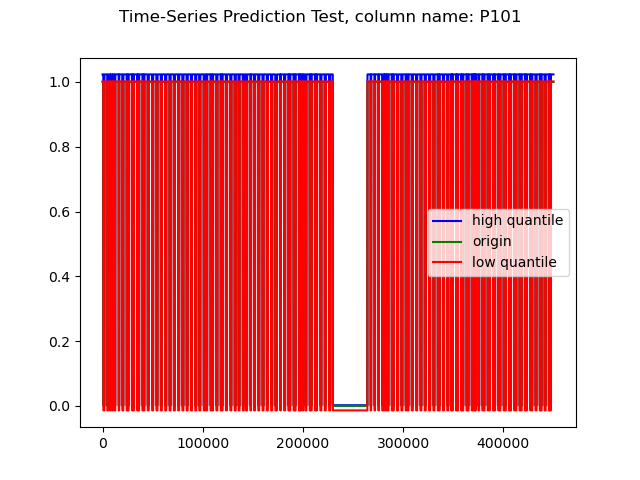 Time-Series Prediction Test, column name: P101
1.0
0.8
0.6
0.4
0.2
0.0
high quantile
origin
low quantile
0 100000 200000 300000 400000